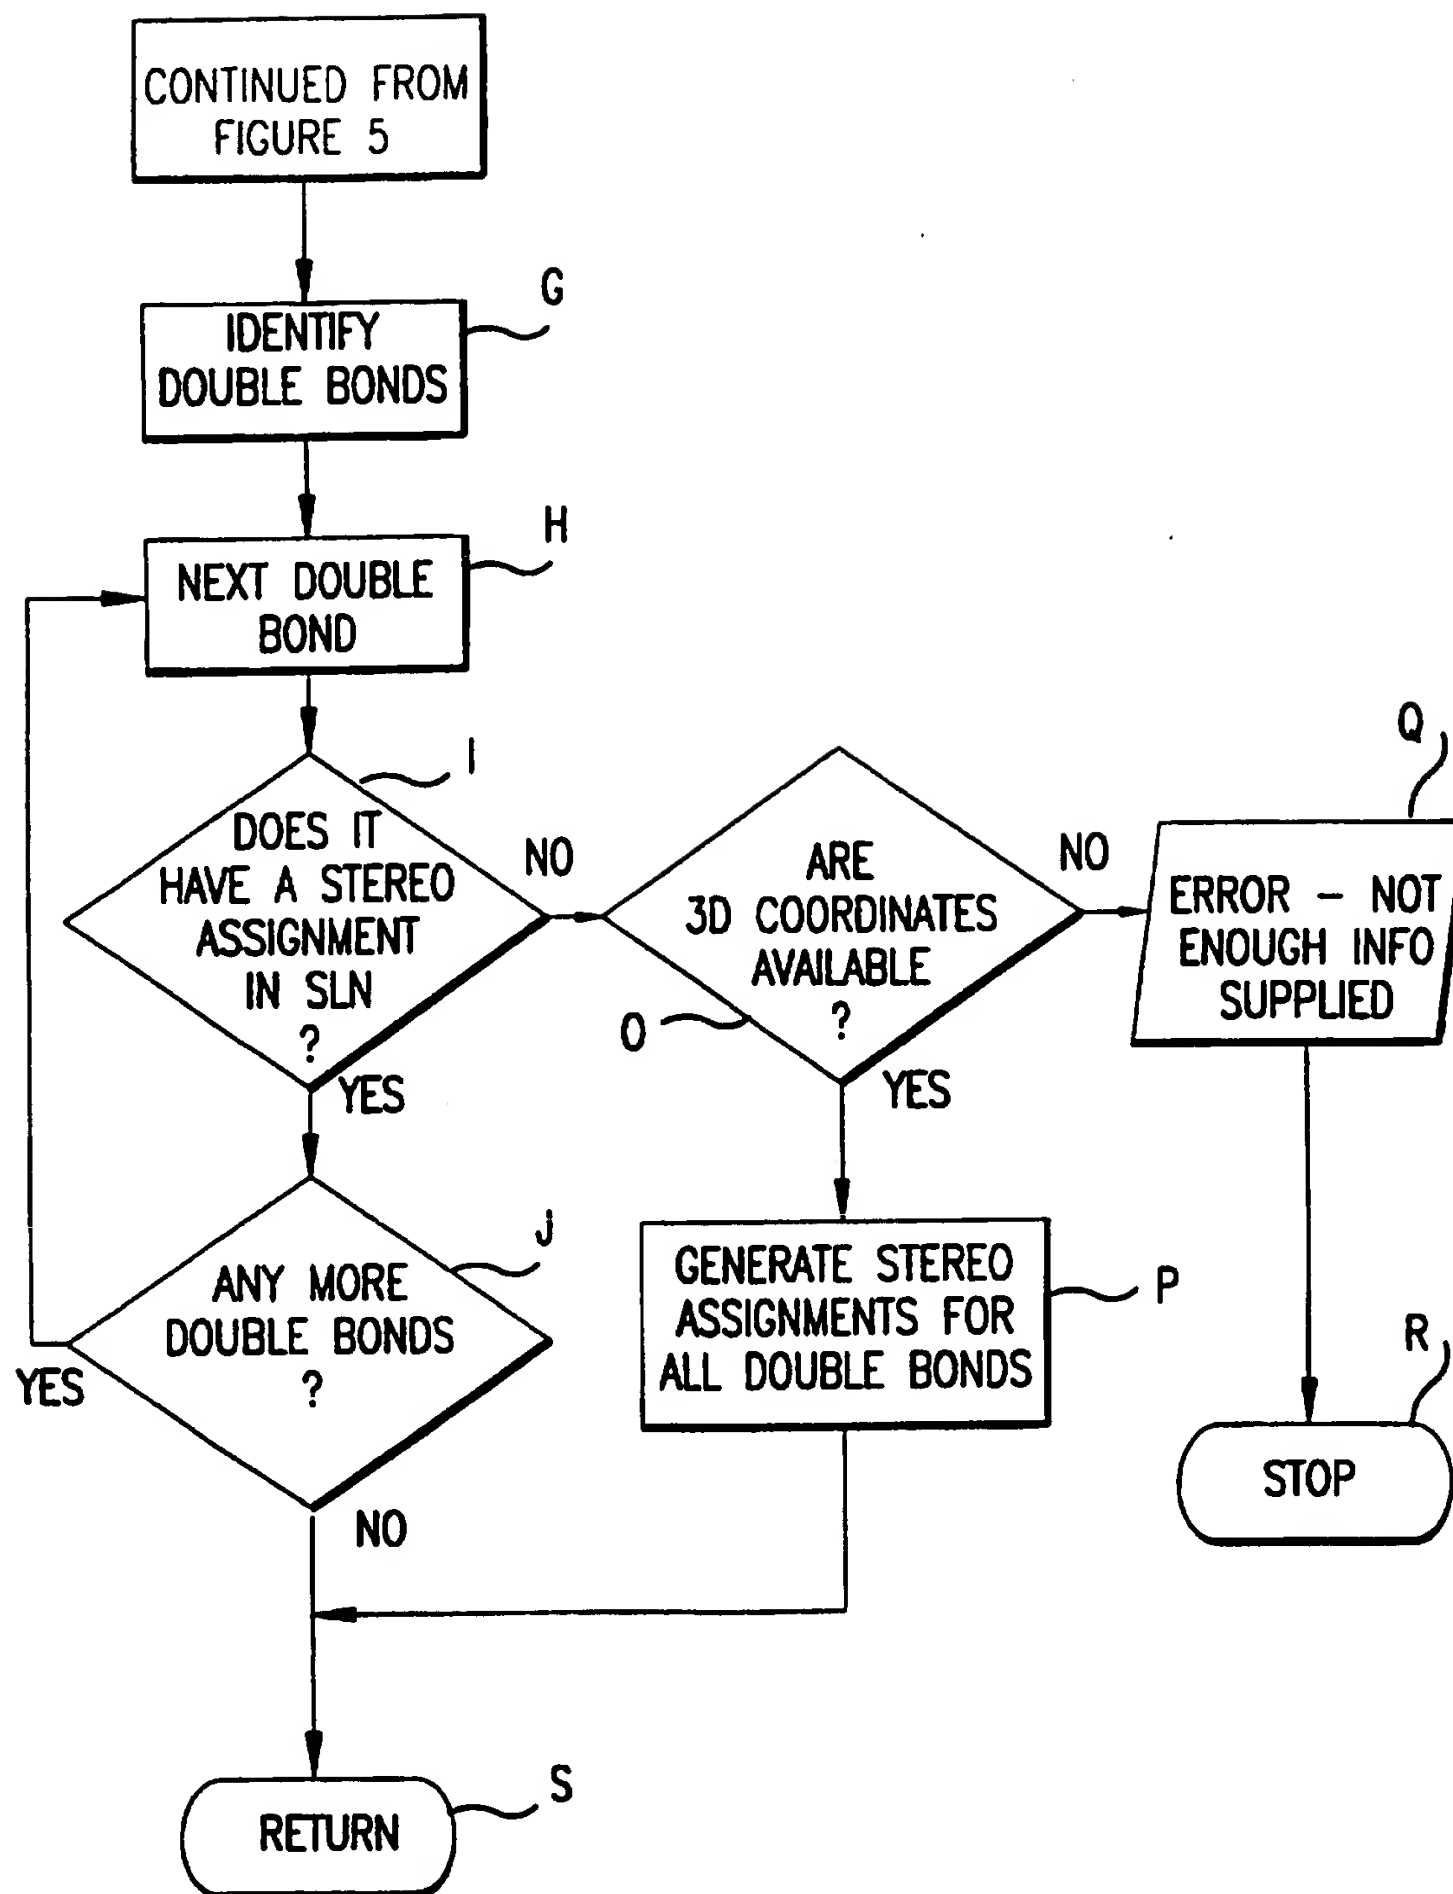 CONTINUED FROM
FIGURE 5
G
IDENTIFY
DOUBLE BONDS
H
NEXT DOUBLE
BOND
I
DOES IT
HAVE A STEREO
ASSIGNMENT
IN SLN
?
NO
YES
ARE
3D COORDINATES
AVAILABLE
?
O
NO
YES
Q
ERROR – NOT
ENOUGH INFO
SUPPLIED
J
ANY MORE
DOUBLE BONDS
?
YES
NO
GENERATE STEREO
ASSIGNMENTS FOR
ALL DOUBLE BONDS
P
R
STOP
S
RETURN